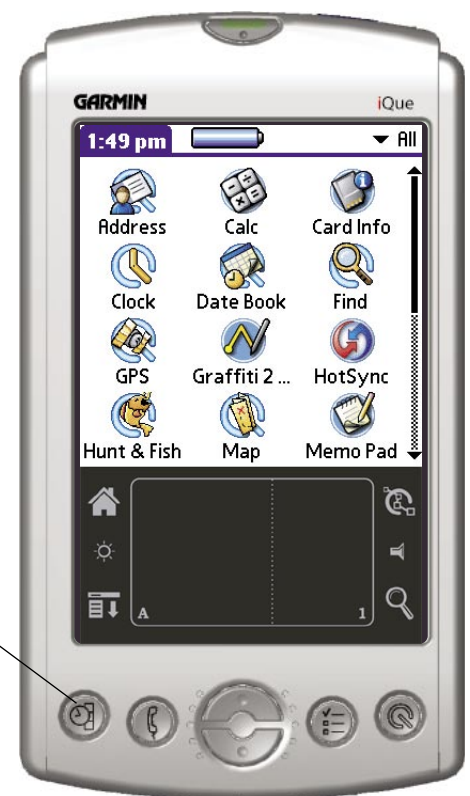 GARMIN iQue
1:49 pm All
Address Calc Card Info
Clock Date Book Find
GPS Graffiti 2 ... HotSync
Hunt & Fish Map Memo Pad
A 1